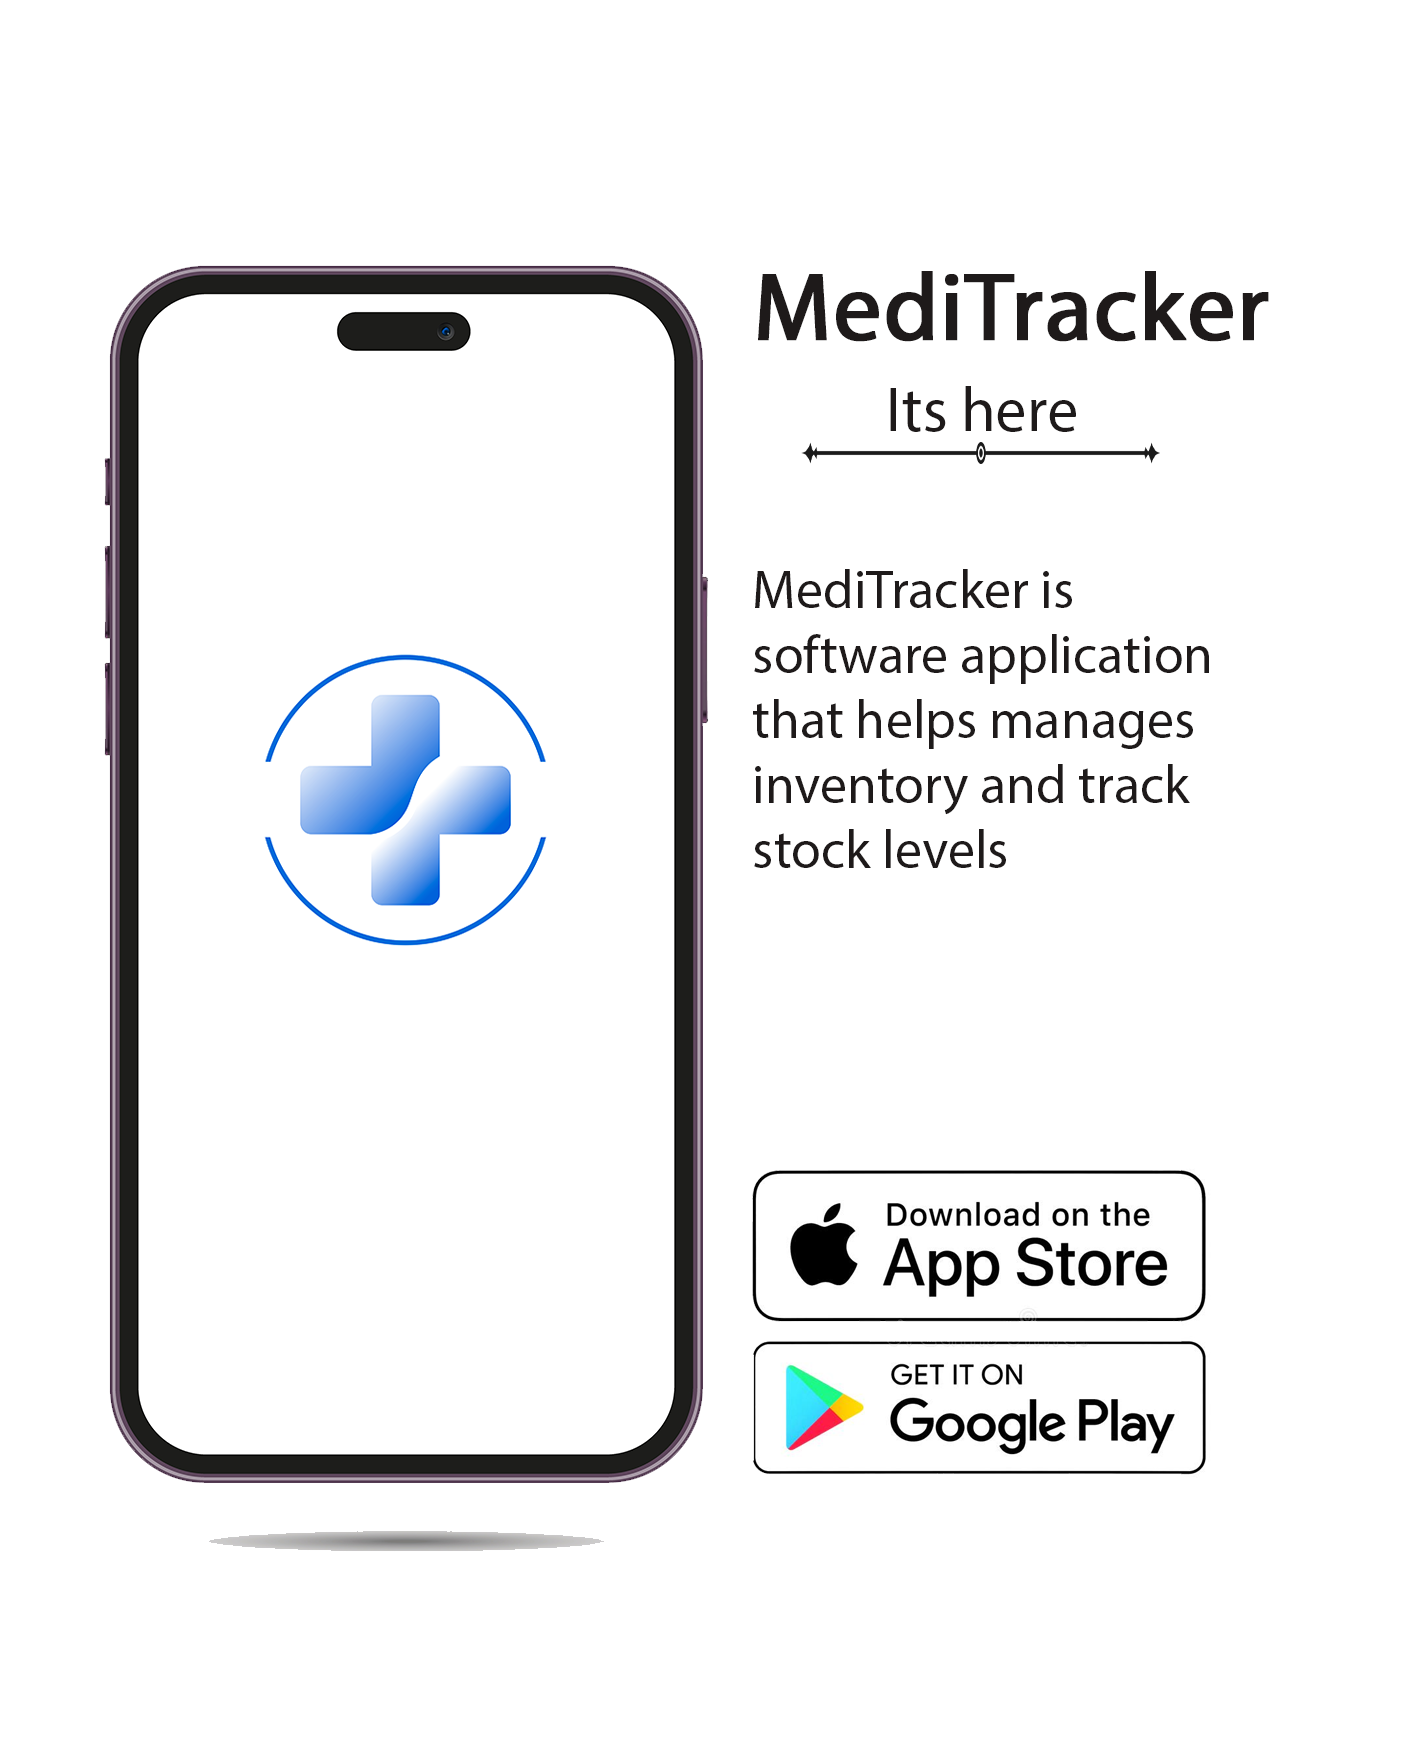 MediTracker
Its here
MediTracker is
software application
that helps manages
inventory and track
stock levels
Download on the
App Store
GET IT ON
Google Play